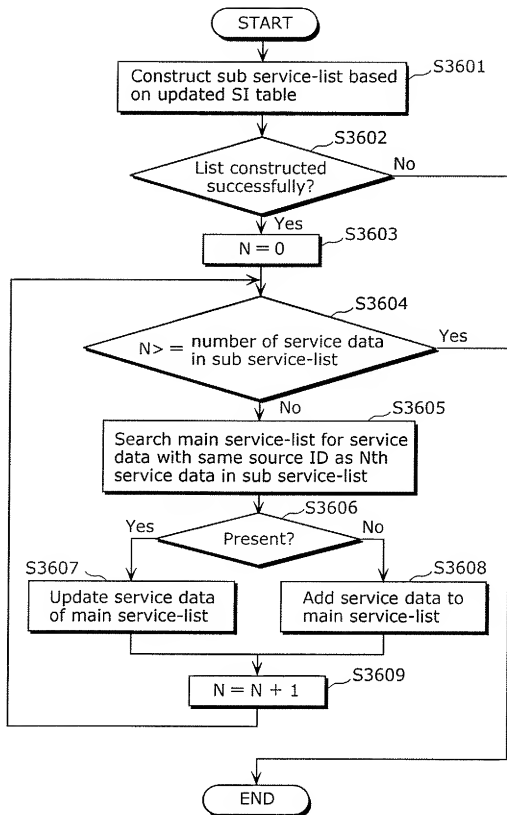 START
S3601
Construct sub service-list based
on updated SI table
S3602
List constructed
successfully?
No
Yes
S3603
N = 0
S3604
N> = number of service data
in sub service-list
Yes
No
S3605
Search main service-list for service
data with same source ID as Nth
service data in sub service-list
S3606
Yes
Present?
No
S3607
S3608
Update service data
of main service-list
Add service data to
main service-list
S3609
N = N + 1
END